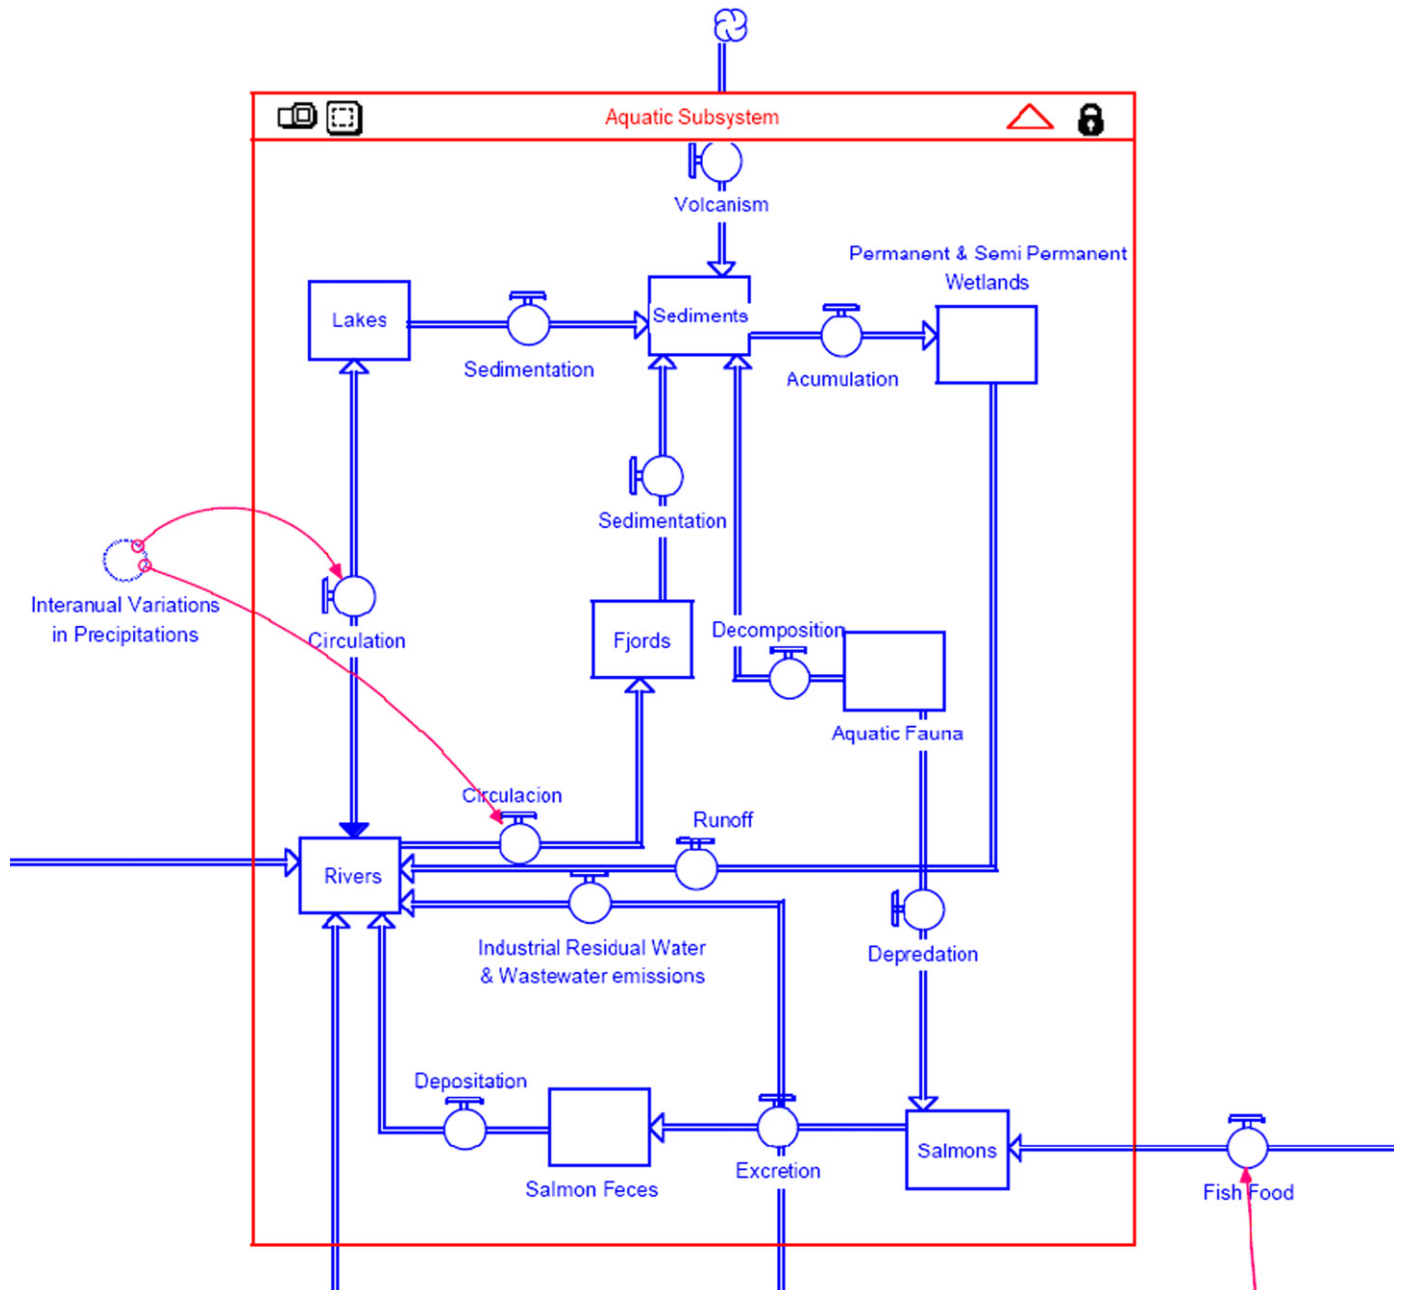 Aquatic Subsystem
Volcanism
Permanent & Semi Permanent
Wetlands
Lakes
Sediments
Sedimentation
Acumulation
Sedimentation
Interanual Variations
in Precipitations
Circulation
Fjords
Decomposition
Aquatic Fauna
Circulacion
Runoff
Rivers
Industrial Residual Water
& Wastewater emissions
Depredation
Depositation
Salmon Feces
Excretion
Salmons
Fish Food